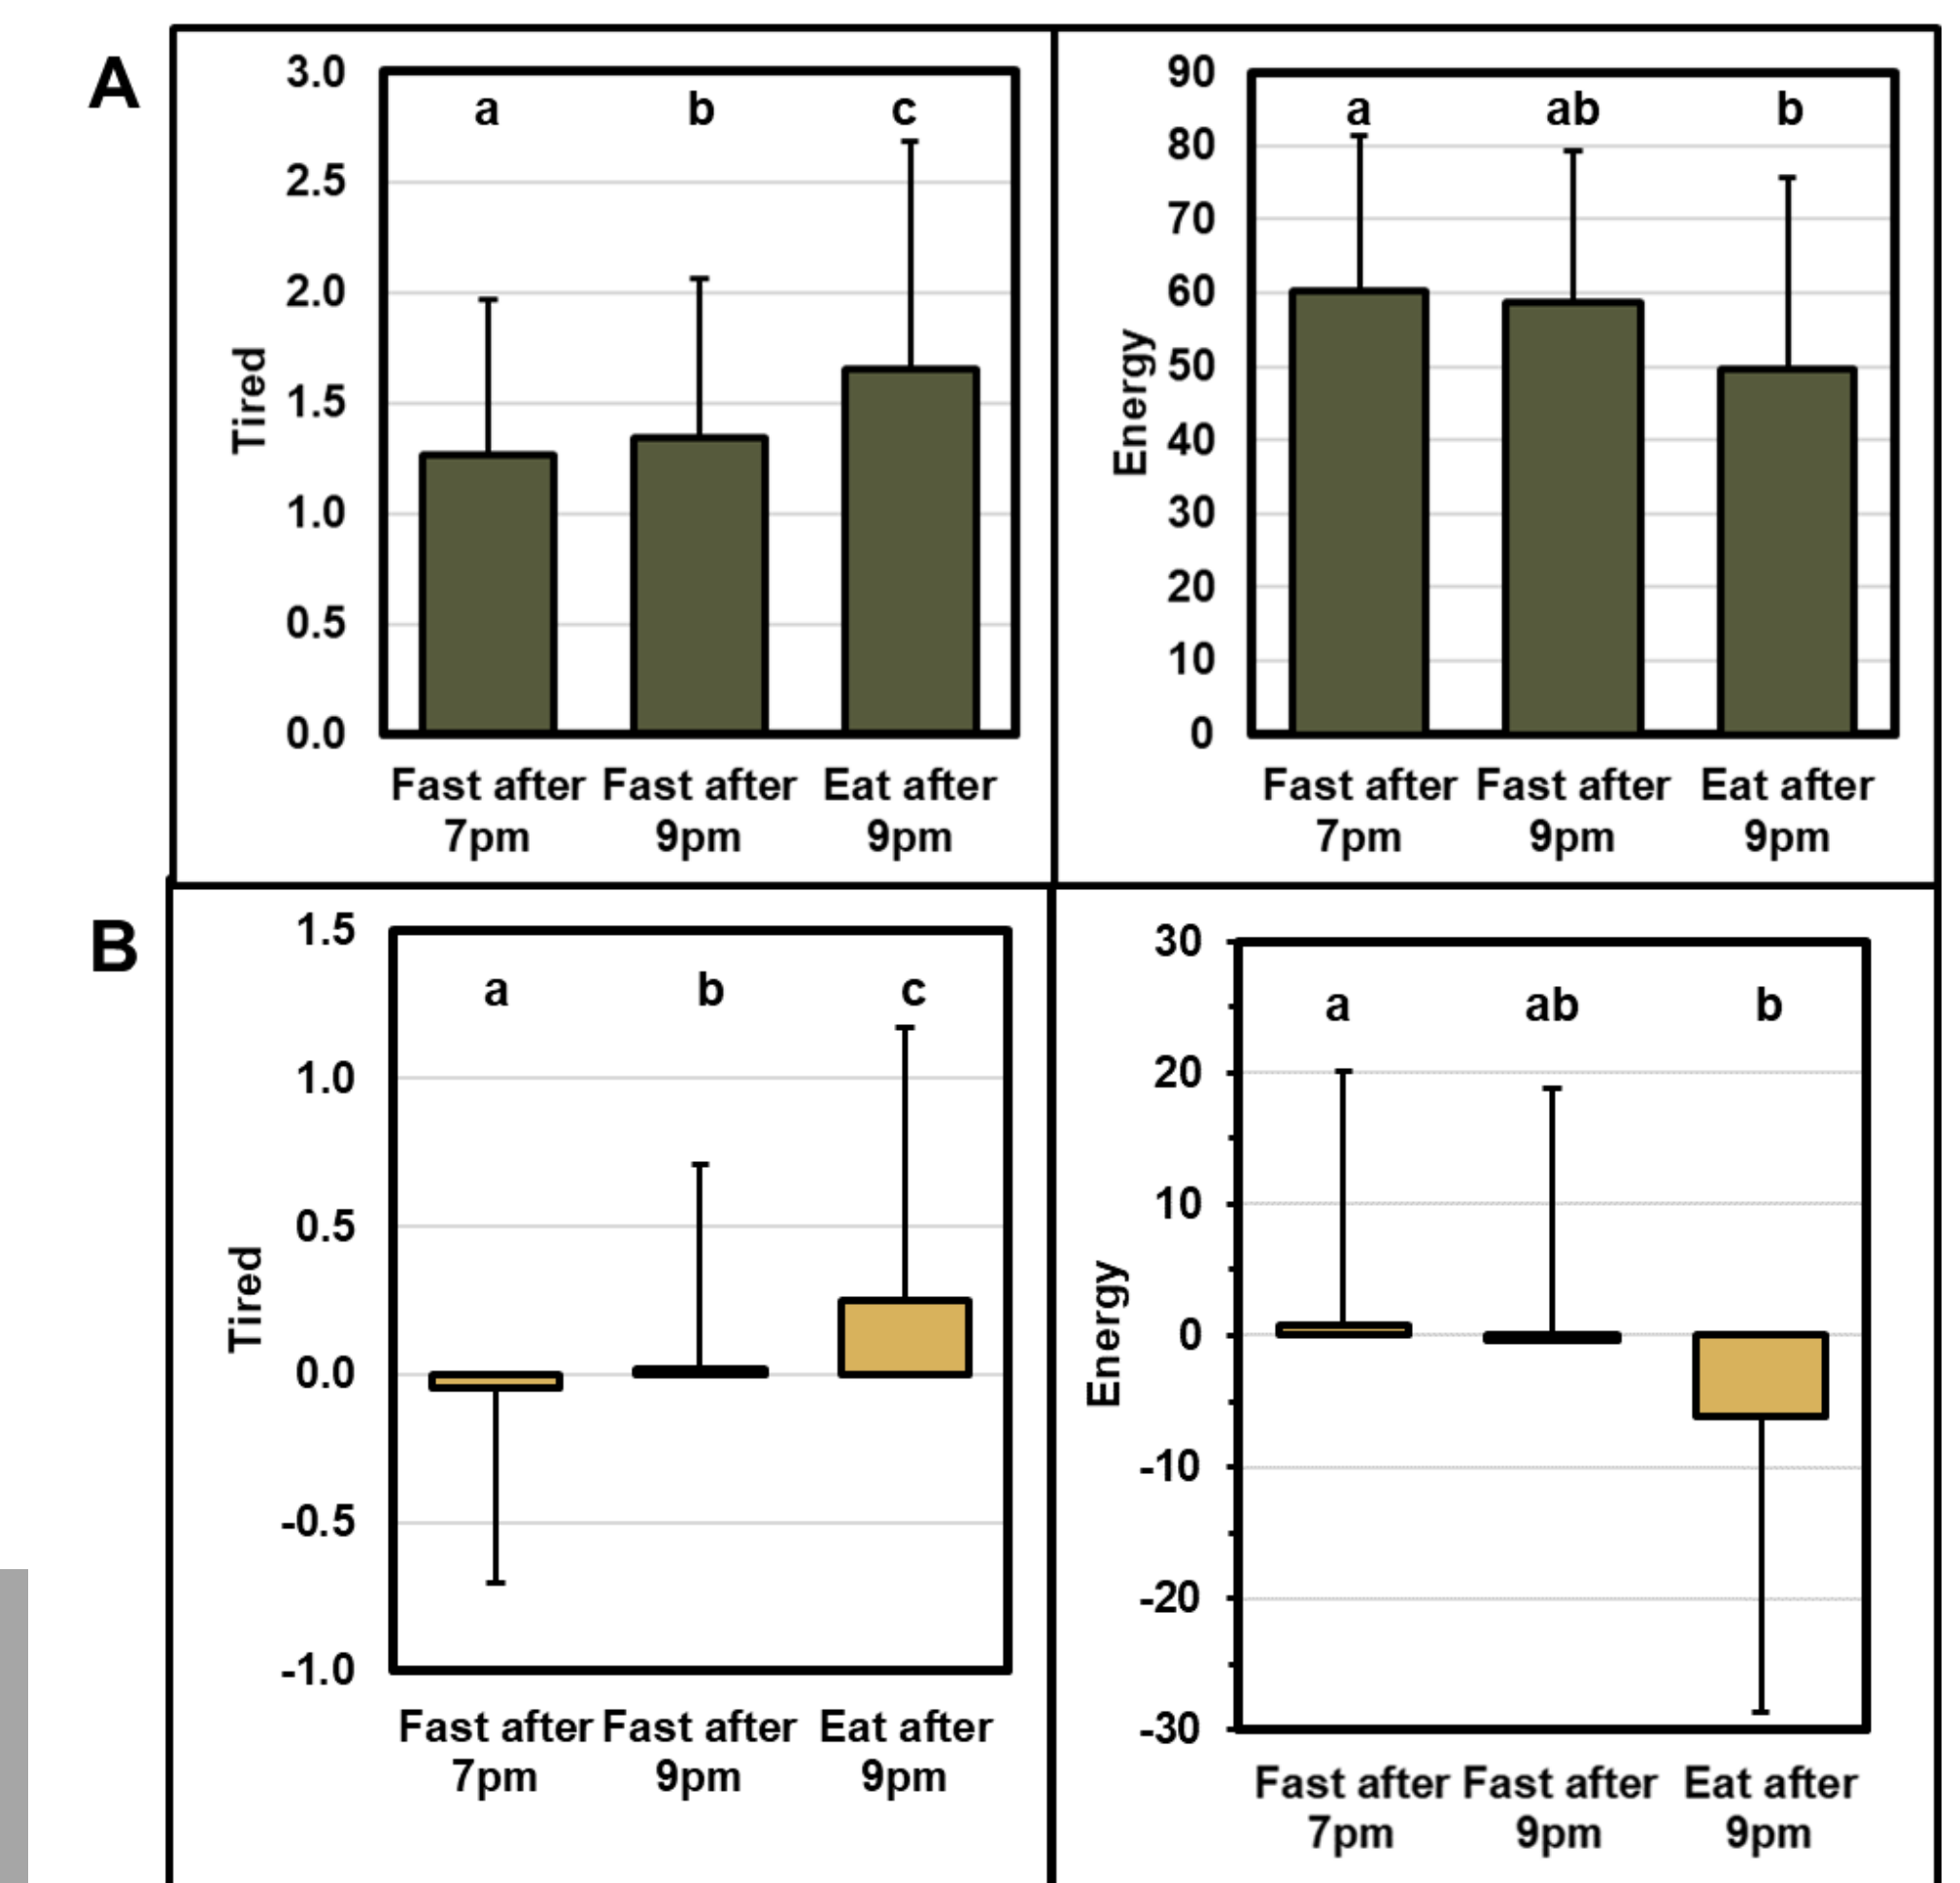 A
3.0
2.5
2.0
1.5
1.0
0.5
0.0
Tired
a b c
Fast after Fast after Eat after
7pm 9pm 9pm
90
80
70
60
50
40
30
20
10
0
Energy
a ab b
Fast after Fast after Eat after
7pm 9pm 9pm
B
1.5
1.0
0.5
0.0
-0.5
-1.0
Tired
a b c
Fast after Fast after Eat after
7pm 9pm 9pm
30
20
10
0
-10
-20
-30
Energy
a ab b
Fast after Fast after Eat after
7pm 9pm 9pm